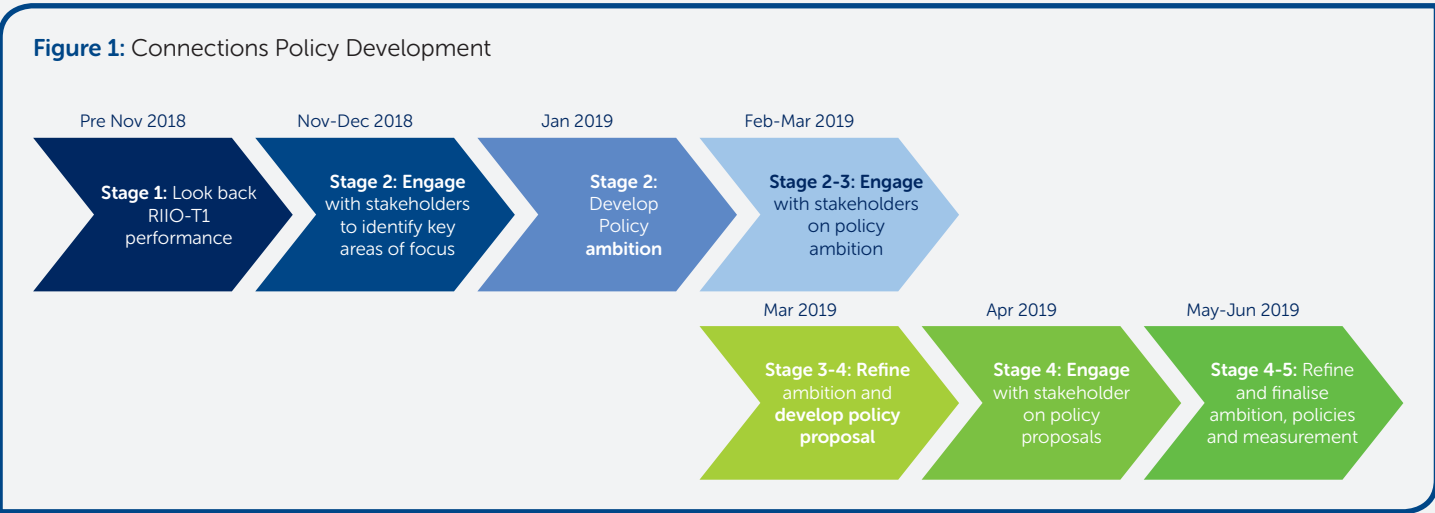 Figure 1: Connections Policy Development
Pre Nov 2018
Nov-Dec 2018
Jan 2019
Feb-Mar 2019
Stage 1: Look back
RIIO-T1
performance
Stage 2: Engage
with stakeholders
to identify key
areas of focus
Stage 2:
Develop
Policy
ambition
Stage 2-3: Engage
with stakeholders
on policy
ambition
Mar 2019
Apr 2019
May-Jun 2019
Stage 3-4: Refine
ambition and
develop policy
proposal
Stage 4: Engage
with stakeholder
on policy
proposals
Stage 4-5: Refine
and finalise
ambition, policies
and measurement